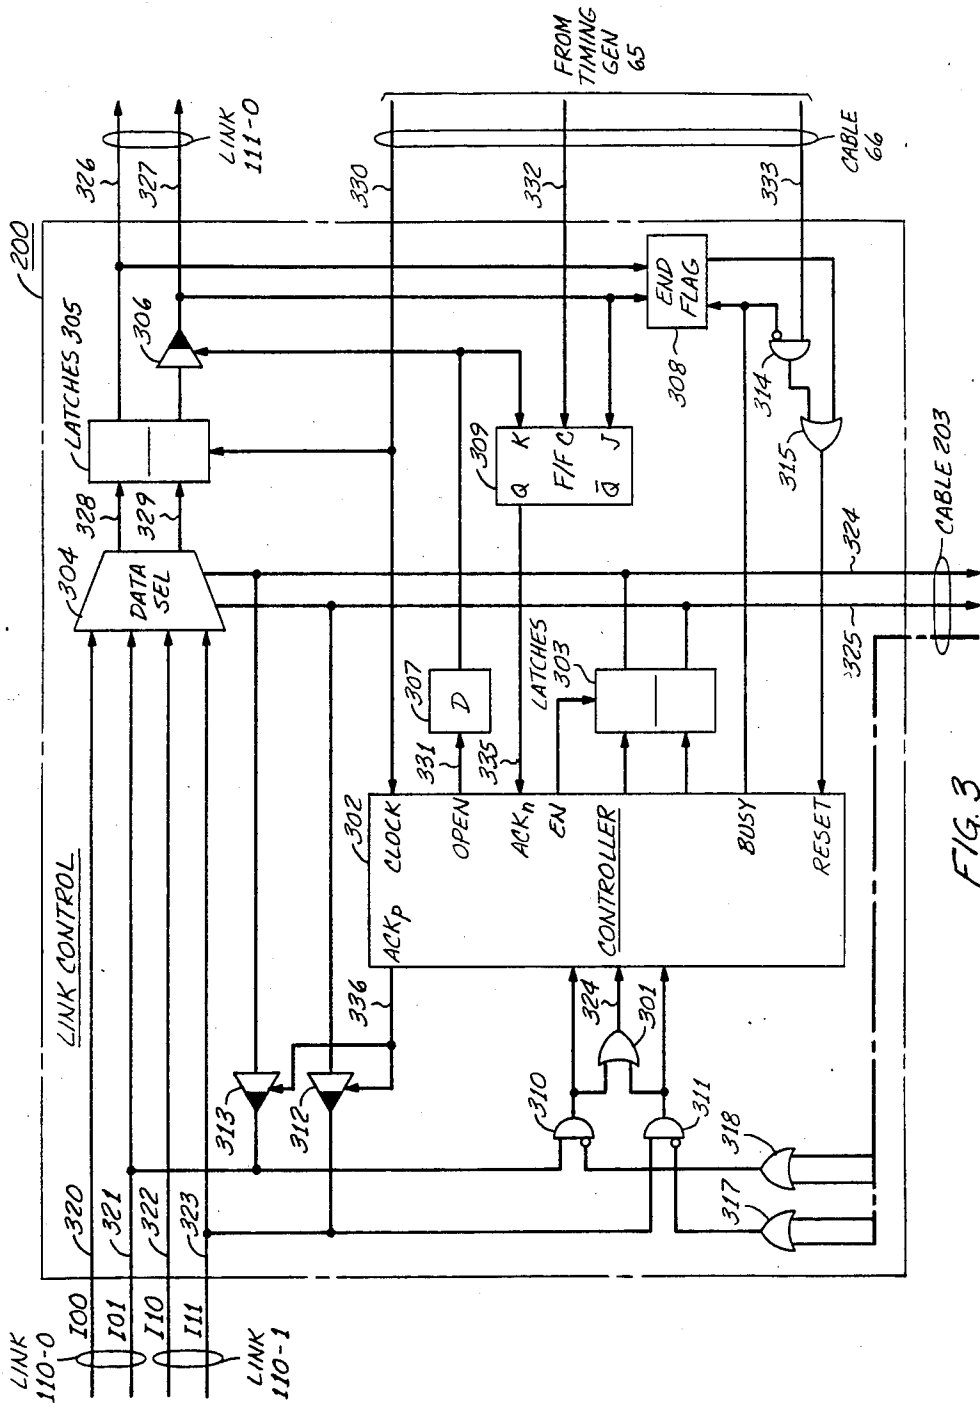 200
LINK CONTROL
LINK
110-0
I00
320
I01
321
I10
322
I11
323
LINK
110-1
304
DATA
SEL
328
329
LATCHES 305
306
326
327
LINK
111-0
313
312
336
302
ACKp
CLOCK
OPEN
ACKn
EN
CONTROLLER
BUSY
RESET
331
307
D
335
LATCHES
303
309
Q
K
F/F C
Q̅
J
330
332
333
FROM
TIMING
GEN
65
CABLE
66
END
FLAG
308
314
315
310
324
301
311
318
317
324
325
CABLE 203
FIG. 3